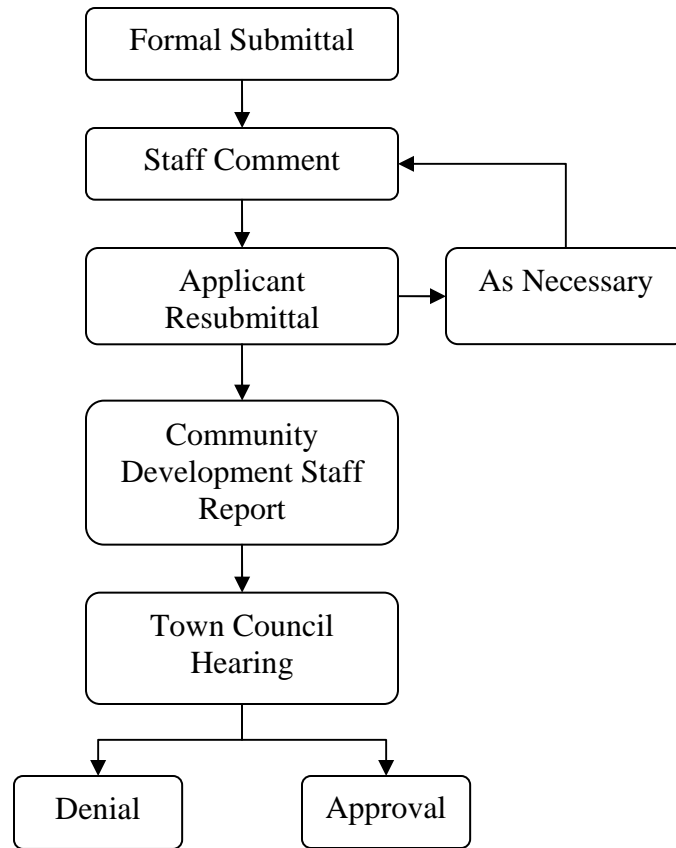 Formal Submittal
Staff Comment
Applicant
Resubmittal
As Necessary
Community
Development Staff
Report
Town Council
Hearing
Denial
Approval